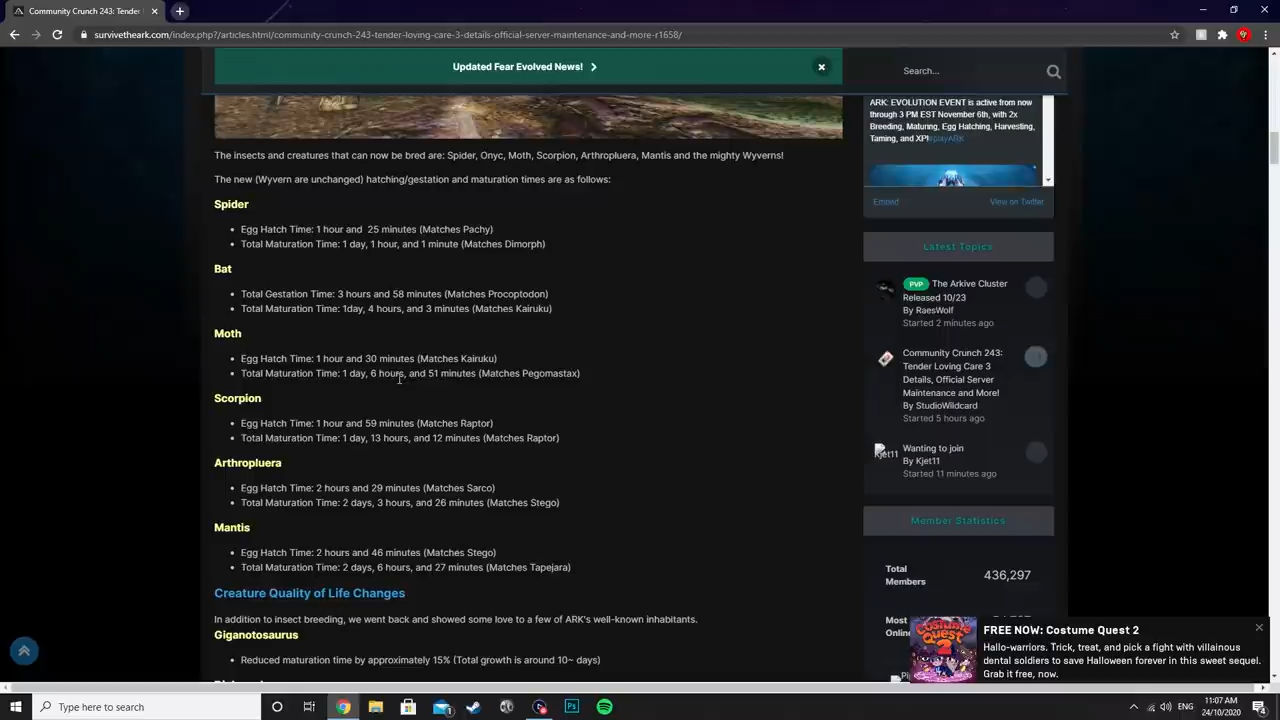 Community Crunch 243: Tender L
survivetheark.com/index.php?/articles.html/community-crunch-243-tender-loving-care-3-details-official-server-maintenance-and-more-r1658/
Updated Fear Evolved News!
Search...
The insects and creatures that can now be bred are: Spider, Onyc, Moth, Scorpion, Arthropluera, Mantis and the mighty Wyverns!
The new (Wyvern are unchanged) hatching/gestation and maturation times are as follows:
Spider
Egg Hatch Time: 1 hour and 25 minutes (Matches Pachy)
Total Maturation Time: 1 day, 1 hour, and 1 minute (Matches Dimorph)
Bat
Total Gestation Time: 3 hours and 58 minutes (Matches Procoptodon)
Total Maturation Time: 1day, 4 hours, and 3 minutes (Matches Kairuku)
Moth
Egg Hatch Time: 1 hour and 30 minutes (Matches Kairuku)
Total Maturation Time: 1 day, 6 hours, and 51 minutes (Matches Pegomastax)
Scorpion
Egg Hatch Time: 1 hour and 59 minutes (Matches Raptor)
Total Maturation Time: 1 day, 13 hours, and 12 minutes (Matches Raptor)
Arthropluera
Egg Hatch Time: 2 hours and 29 minutes (Matches Sarco)
Total Maturation Time: 2 days, 3 hours, and 26 minutes (Matches Stego)
Mantis
Egg Hatch Time: 2 hours and 46 minutes (Matches Stego)
Total Maturation Time: 2 days, 6 hours, and 27 minutes (Matches Tapejara)
Creature Quality of Life Changes
In addition to insect breeding, we went back and showed some love to a few of ARK's well-known inhabitants.
Giganotosaurus
Reduced maturation time by approximately 15% (Total growth is around 10~ days)
ARK: EVOLUTION EVENT is active from now
through 3 PM EST November 6th, with 2x
Breeding, Maturing, Egg Hatching, Harvesting,
Taming, and XP!#playARK
Embed
View on Twitter
Latest Topics
PVP The Arkive Cluster
Released 10/23
By RaesWolf
Started 2 minutes ago
Community Crunch 243:
Tender Loving Care 3
Details, Official Server
Maintenance and More!
By StudioWildcard
Started 5 hours ago
Kjet11
Wanting to join
By Kjet11
Started 11 minutes ago
Member Statistics
Total
Members
436,297
Most
Online
COSTUME
QUEST
2
FREE NOW: Costume Quest 2
Hallo-warriors. Trick, treat, and pick a fight with villainous
dental soldiers to save Halloween forever in this sweet sequel.
Grab it free, now.
Type here to search
ENG
11:07 AM
24/10/2020